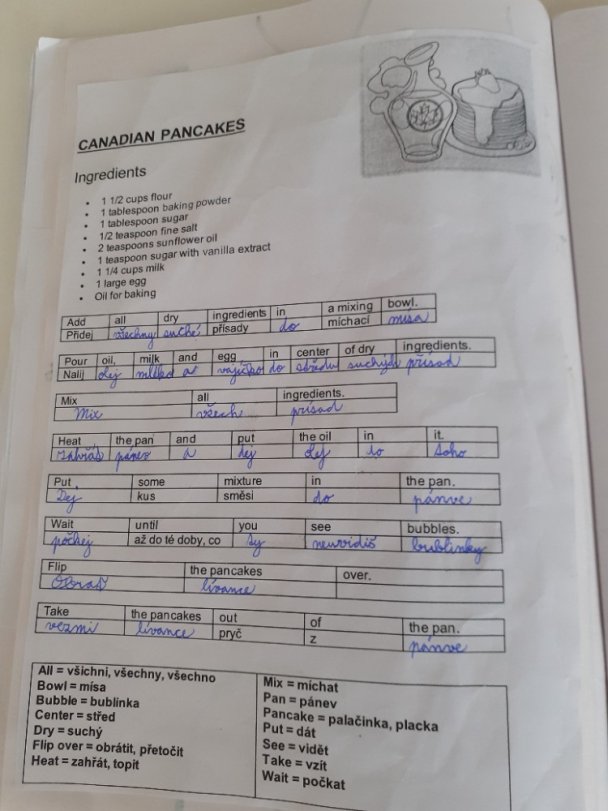 CANADIAN PANCAKES
Ingredients
• 1 1/2 cups flour
• 1 tablespoon baking powder
• 1 tablespoon sugar
• 1/2 teaspoon fine salt
• 2 teaspoons sunflower oil
• 1 teaspoon sugar with vanilla extract
• 1 1/4 cups milk
• 1 large egg
• Oil for baking
Add all dry ingredients in a mixing bowl.
Přidej všechny suché přísady do míchací mísa
Pour oil, milk and egg in center of dry ingredients.
Nalij olej mléko a vajíčko do středu suchých přísad
Mix all ingredients.
Mix všech přísad
Heat the pan and put the oil in it.
pánev a dej olej do toho
Put some mixture in the pan.
Dej kus směsi do pánve
Wait until you see bubbles.
počkej až do té doby, co ty neuvidíš bublinky
Flip the pancakes over.
Obrať lívance
Take the pancakes out of the pan.
vezmi lívance pryč z pánve
All = všichni, všechny, všechno
Bowl = mísa
Bubble = bublinka
Center = střed
Dry = suchý
Flip over = obrátit, přetočit
Heat = zahřát, topit
Mix = míchat
Pan = pánev
Pancake = palačinka, placka
Put = dát
See = vidět
Take = vzít
Wait = počkat